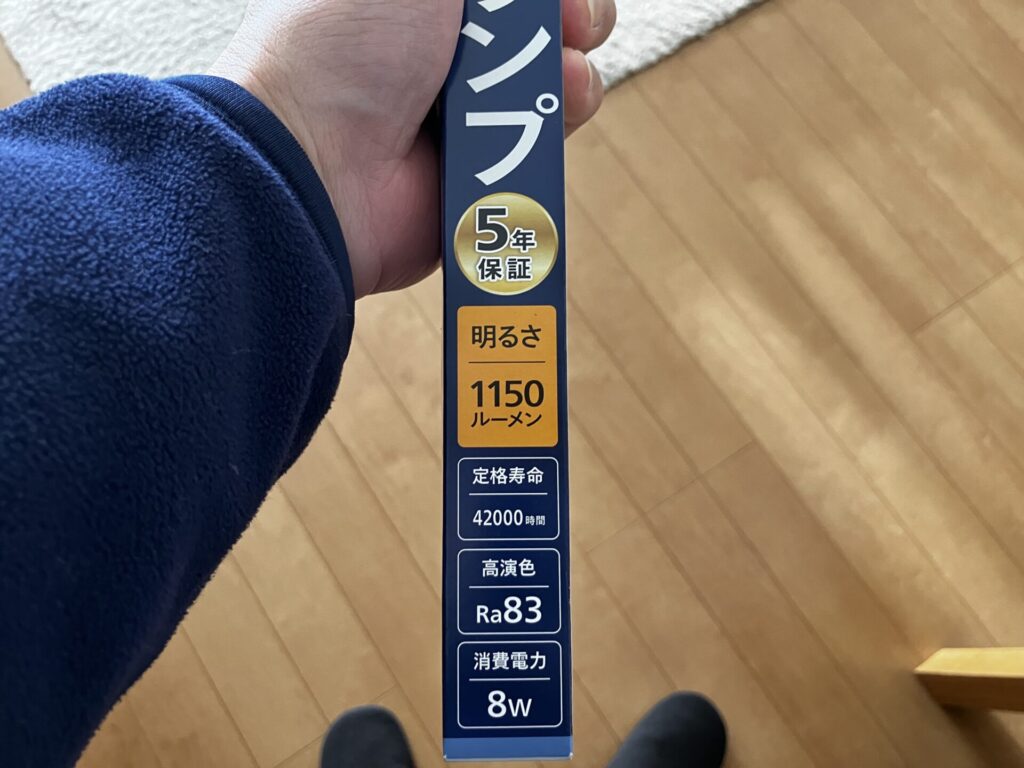 ンプ
5年
保証
明るさ
1150
ルーメン
定格寿命
42000時間
高演色
Ra83
消費電力
8W